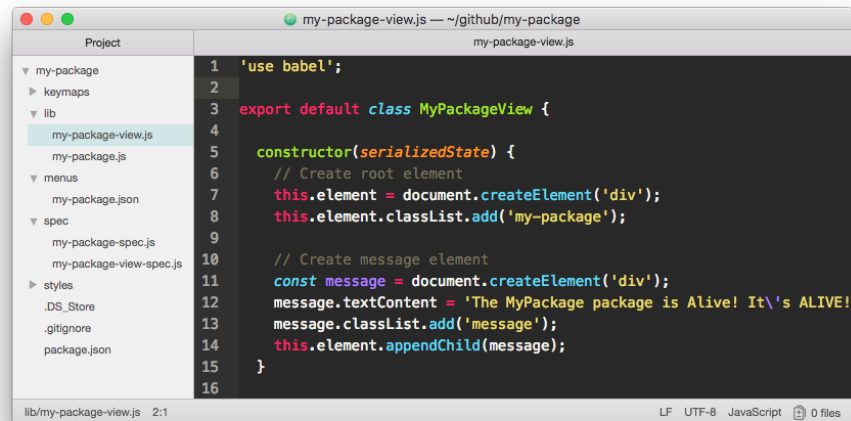 my-package-view.js — ~/github/my-package
Project
my-package-view.js
my-package
keymaps
lib
my-package-view.js
my-package.js
menus
my-package.json
spec
my-package-spec.js
my-package-view-spec.js
styles
.DS_Store
.gitignore
package.json
1 'use babel';
2
3 export default class MyPackageView {
4
5 constructor(serializedState) {
6 // Create root element
7 this.element = document.createElement('div');
8 this.element.classList.add('my-package');
9
10 // Create message element
11 const message = document.createElement('div');
12 message.textContent = 'The MyPackage package is Alive! It\'s ALIVE!
13 message.classList.add('message');
14 this.element.appendChild(message);
15 }
16
lib/my-package-view.js 2:1
LF UTF-8 JavaScript 0 files